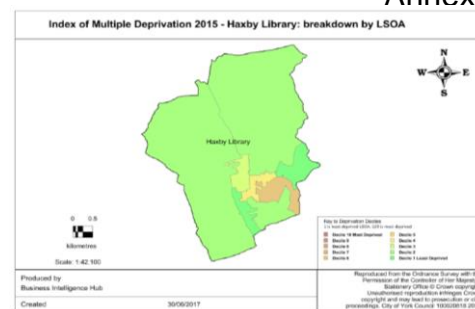 Annex
Index of Multiple Deprivation 2015 - Haxby Library: breakdown by LSOA
N
W E
S
Haxby Library
0 0.5
kilometres
Scale: 1:42,100
Key to Deprivation Deciles
Decile 10 Most Deprived
Decile 9
Decile 8
Decile 7
Decile 6
Decile 5
Decile 4
Decile 3
Decile 2
Decile 1 Least Deprived
Produced by
Business Intelligence Hub
Created 30/08/2017
Reproduced from the Ordnance Survey with the
Permission of the Controller of Her Majesty
Stationery Office © Crown copyright
Unauthorised reproduction infringes Crown
copyright and may lead to prosecution or
proceedings. City of York Council